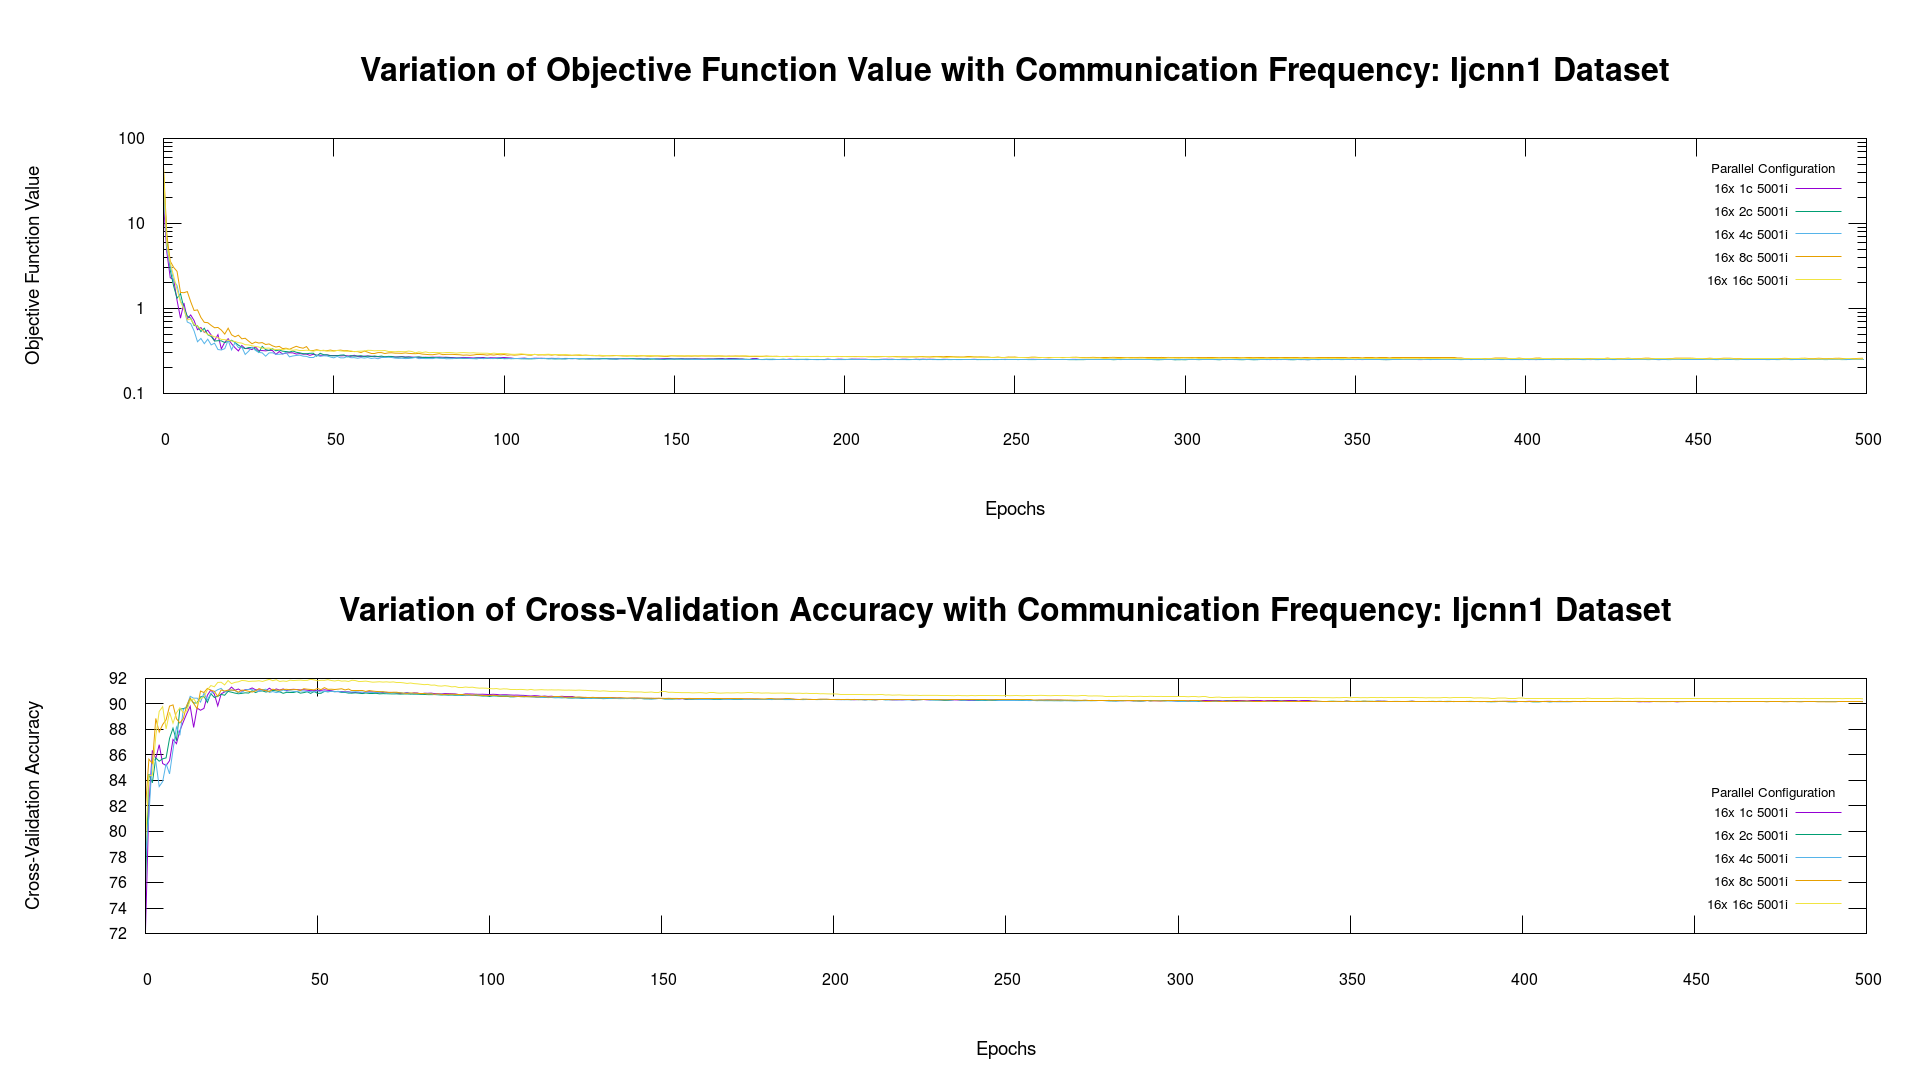 Variation of Objective Function Value with Communication Frequency: Ijcnn1 Dataset
100
10
1
0.1
Objective Function Value
Parallel Configuration
16x 1c 5001i
16x 2c 5001i
16x 4c 5001i
16x 8c 5001i
16x 16c 5001i
0 50 100 150 200 250 300 350 400 450 500
Epochs
Variation of Cross-Validation Accuracy with Communication Frequency: Ijcnn1 Dataset
92
90
88
86
84
82
80
78
76
74
72
Cross-Validation Accuracy
Parallel Configuration
16x 1c 5001i
16x 2c 5001i
16x 4c 5001i
16x 8c 5001i
16x 16c 5001i
0 50 100 150 200 250 300 350 400 450 500
Epochs